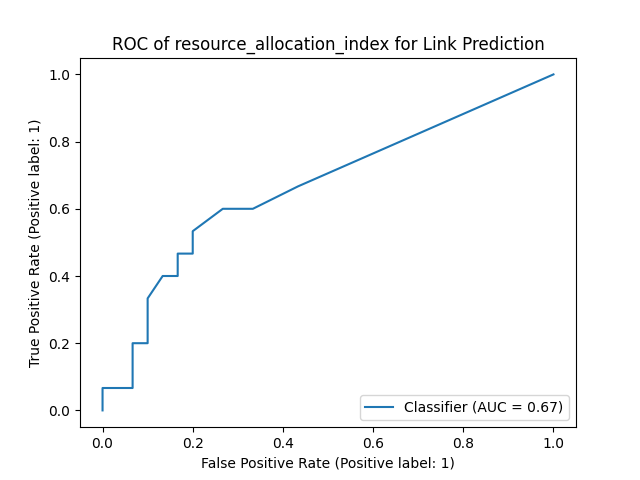 ROC of resource_allocation_index for Link Prediction
1.0
0.8
0.6
0.4
0.2
0.0
True Positive Rate (Positive label: 1)
Classifier (AUC = 0.67)
0.0 0.2 0.4 0.6 0.8 1.0
False Positive Rate (Positive label: 1)